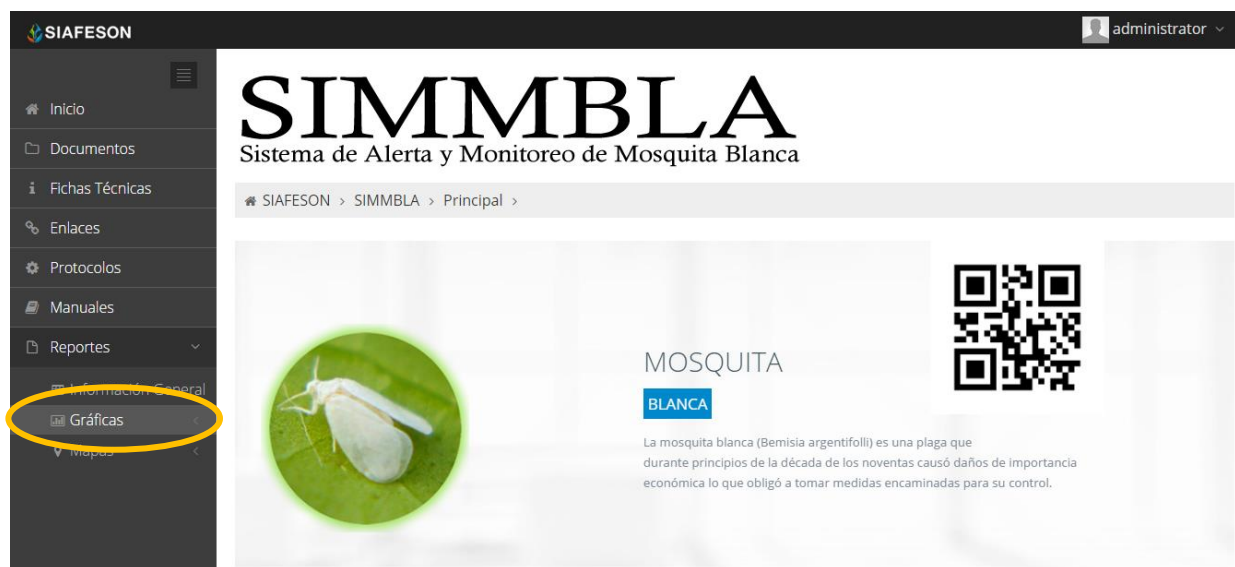 SIAFESON
administrator
Inicio
Documentos
Fichas Técnicas
Enlaces
Protocolos
Manuales
Reportes
Información General
Gráficas
Mapas
SIMMBLA
Sistema de Alerta y Monitoreo de Mosquita Blanca
SIAFESON > SIMMBLA > Principal >
MOSQUITA
BLANCA
La mosquita blanca (Bemisia argentifolli) es una plaga que
durante principios de la década de los noventas causó daños de importancia
económica lo que obligó a tomar medidas encaminadas para su control.